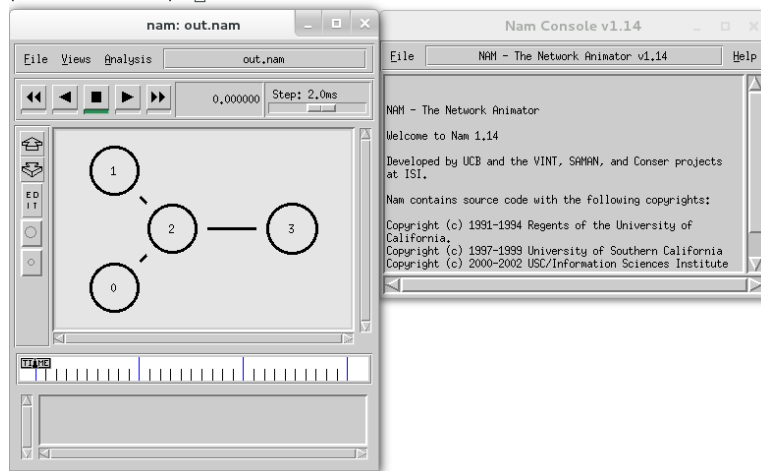 nam: out.nam
File Views Analysis out.nam
0.000000 Step: 2.0ms
ED
IT
1
2 3
0
TIME
Nam Console v1.14
File NAM - The Network Animator v1.14 Help
NAM - The Network Animator
Welcome to Nam 1.14
Developed by UCB and the VINT, SAMAN, and Conser projects
at ISI.
Nam contains source code with the following copyrights:
Copyright (c) 1991-1994 Regents of the University of
California.
Copyright (c) 1997-1999 University of Southern California
Copyright (c) 2000-2002 USC/Information Sciences Institute